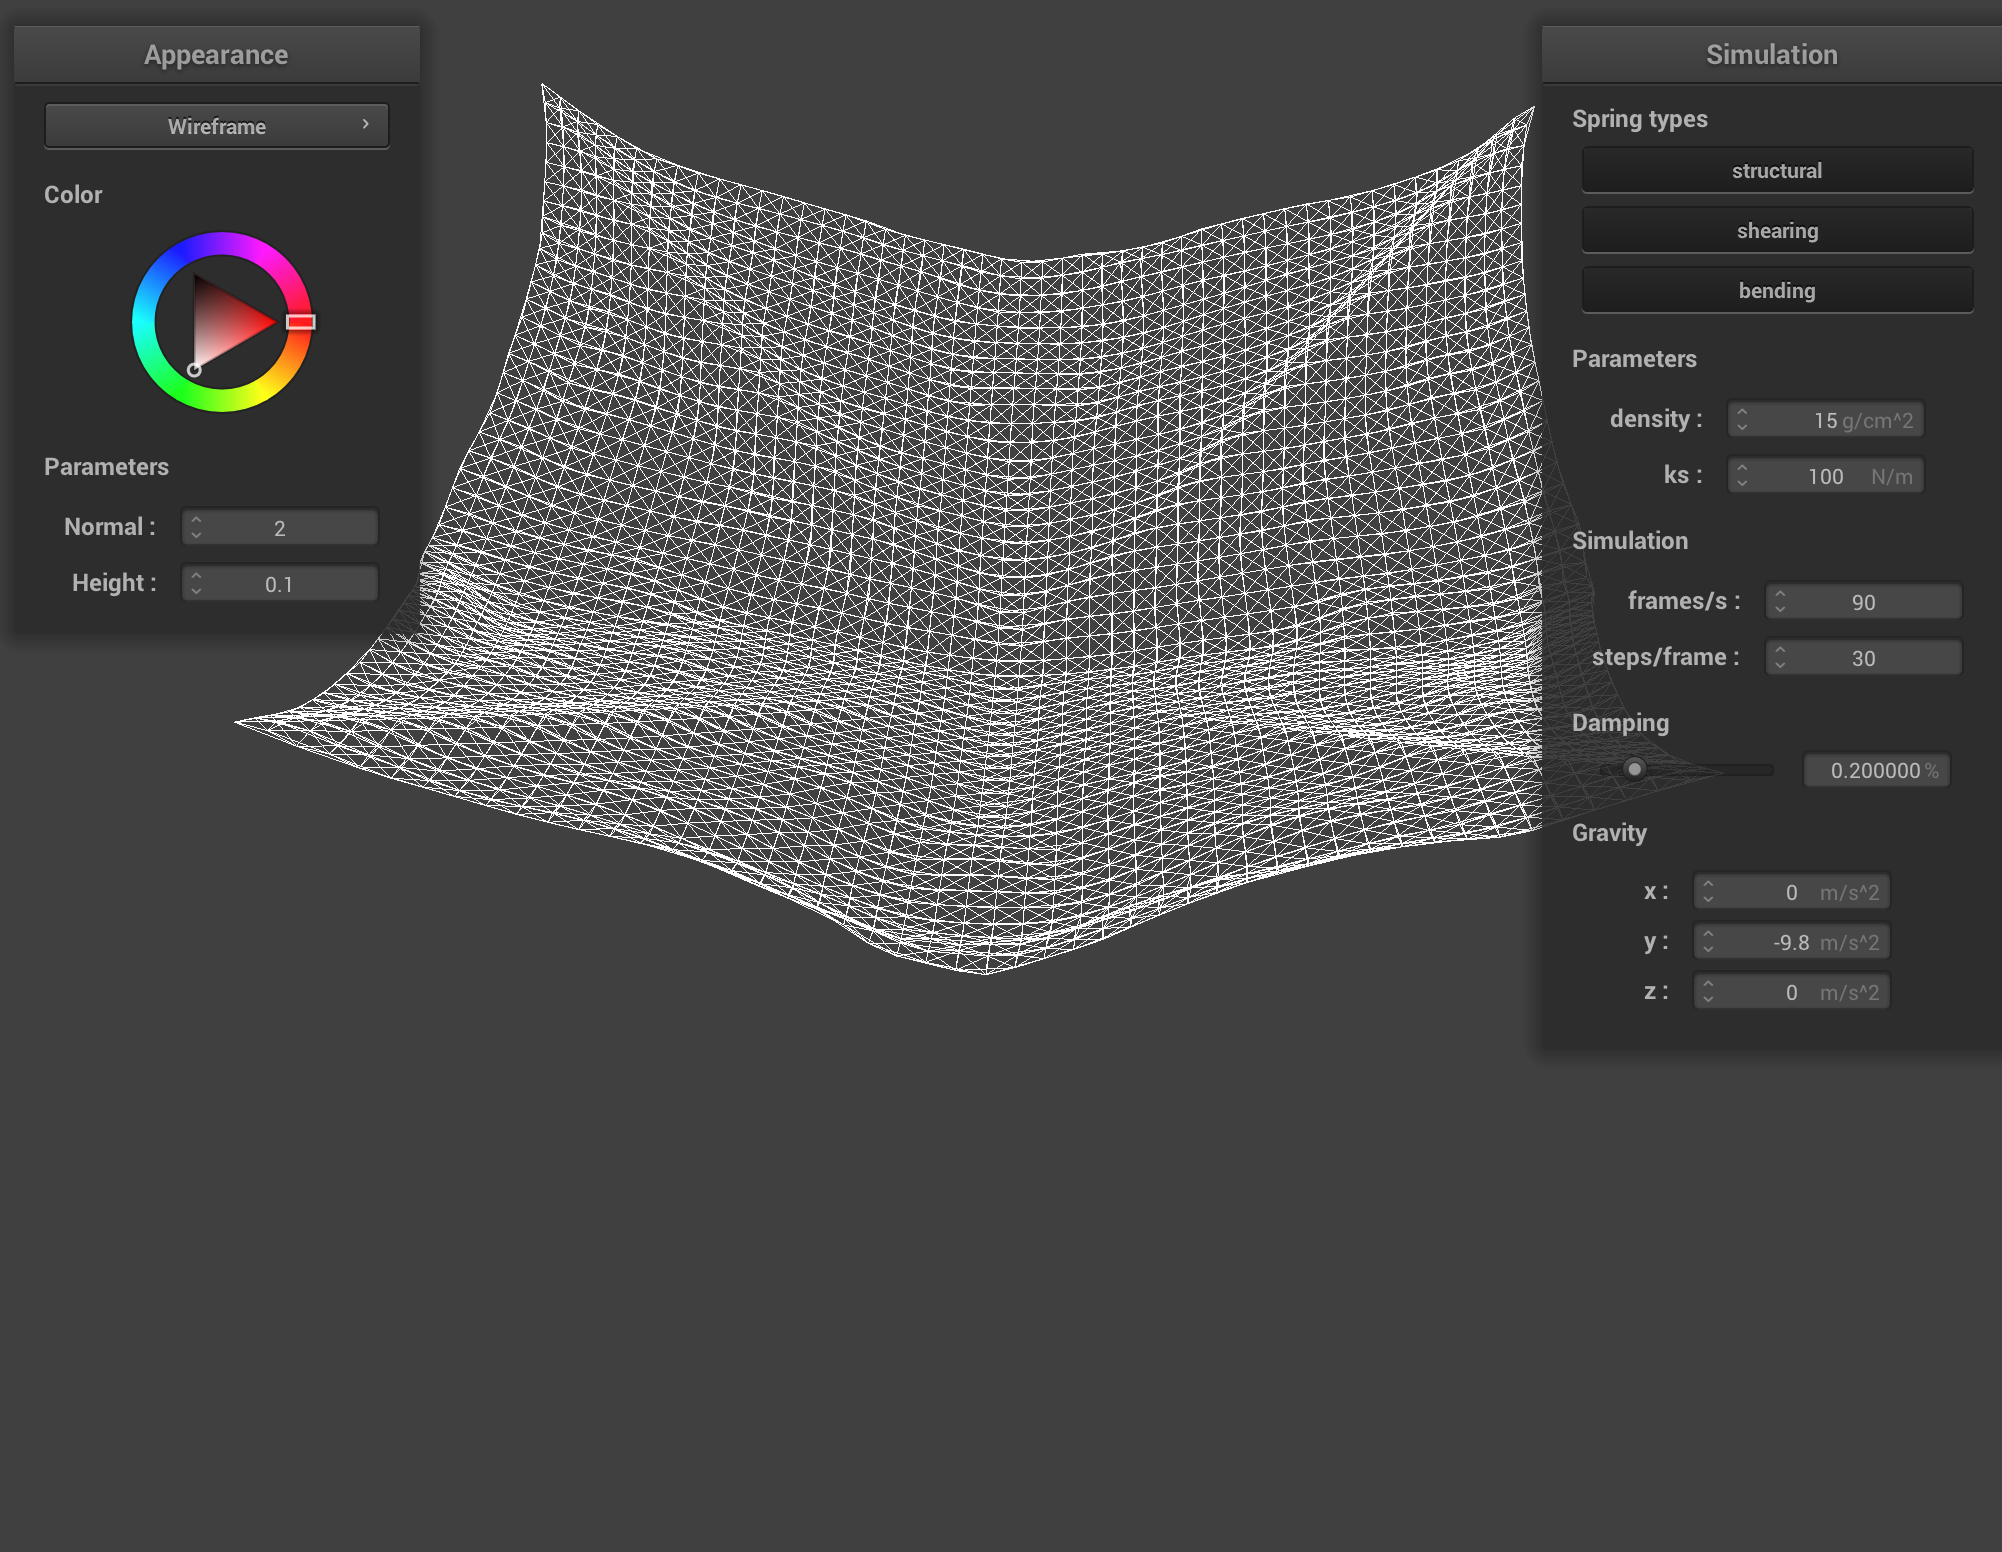 Appearance
Wireframe
Color
Parameters
Normal : 2
Height : 0.1
Simulation
Spring types
structural
shearing
bending
Parameters
density : 15 g/cm^2
ks : 100 N/m
Simulation
frames/s : 90
steps/frame : 30
Damping
0.200000 %
Gravity
x : 0 m/s^2
y : -9.8 m/s^2
z : 0 m/s^2